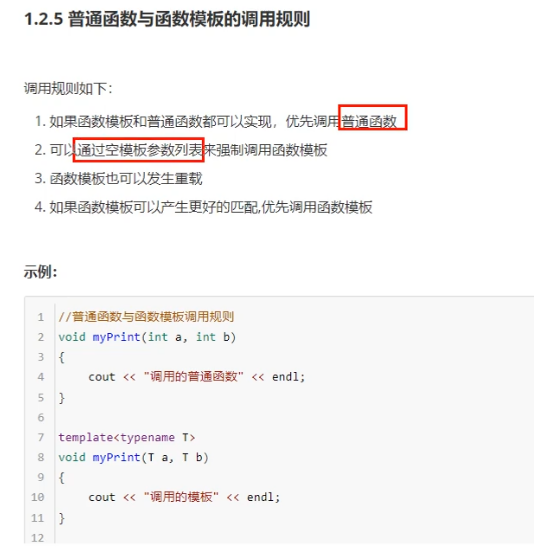 1.2.5 普通函数与函数模板的调用规则
调用规则如下：
1. 如果函数模板和普通函数都可以实现，优先调用普通函数
2. 可以通过空模板参数列表来强制调用函数模板
3. 函数模板也可以发生重载
4. 如果函数模板可以产生更好的匹配,优先调用函数模板
示例：
1 //普通函数与函数模板调用规则
2 void myPrint(int a, int b)
3 {
4     cout << "调用的普通函数" << endl;
5 }
6
7 template<typename T>
8 void myPrint(T a, T b)
9 {
10     cout << "调用的模板" << endl;
11 }
12